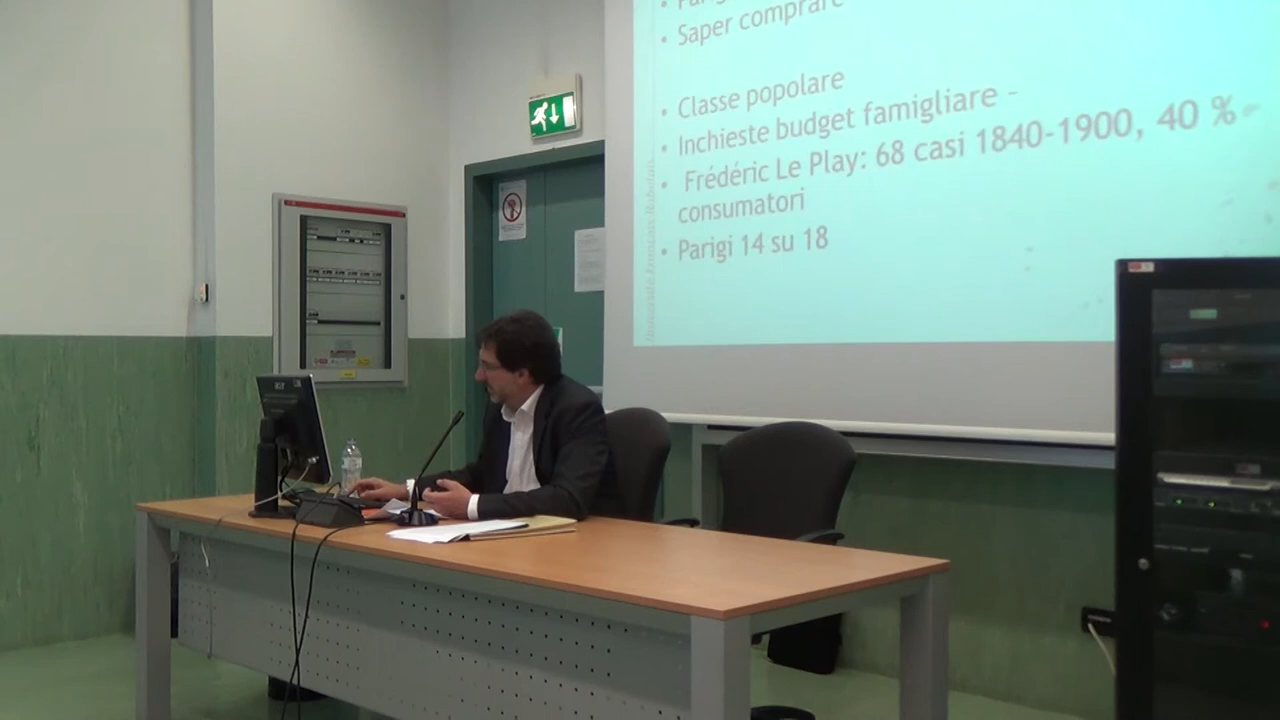 Saper comprare
• Classe popolare
• Inchieste budget famigliare –
• Frédéric Le Play: 68 casi 1840-1900, 40 %
consumatori
• Parigi 14 su 18
hp